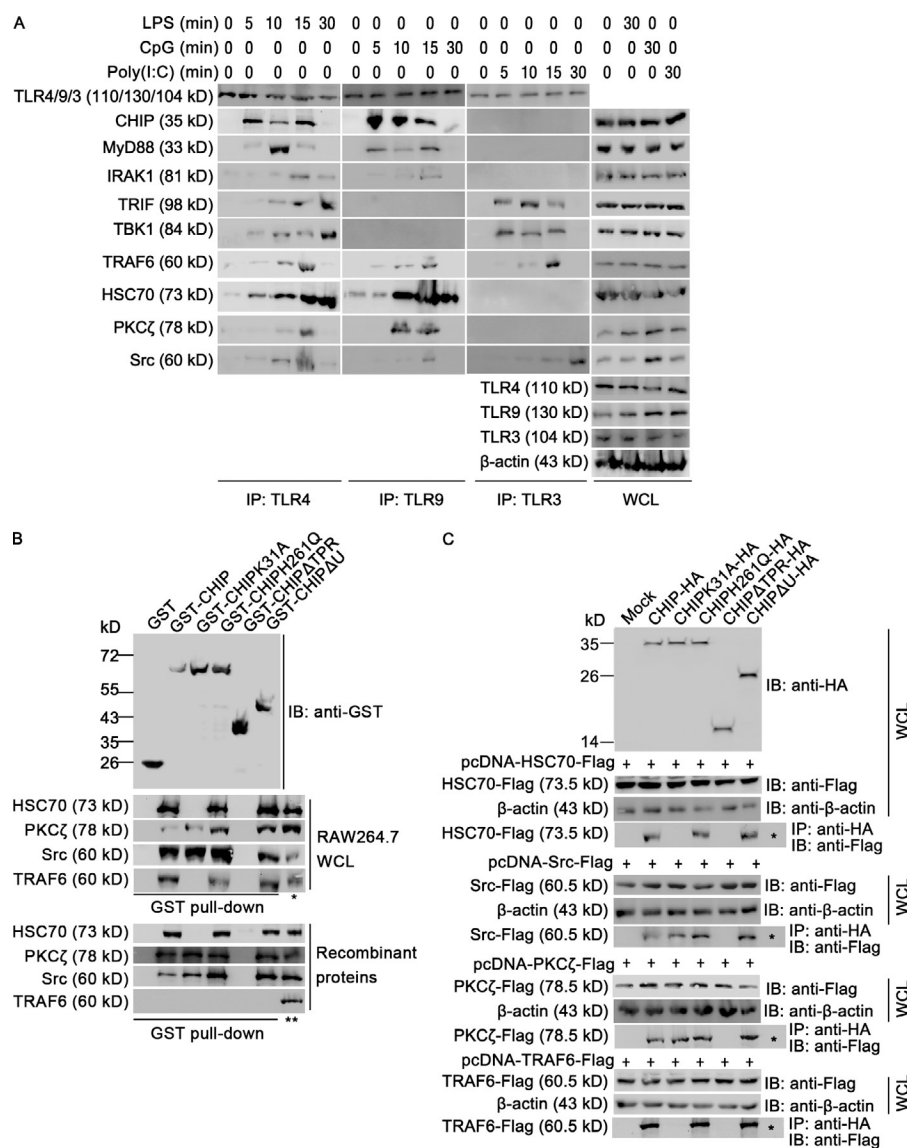 A
LPS (min) 0 5 10 15 30 0 0 0 0 0 0 0 0 0 0 0 30 0 0
CpG (min) 0 0 0 0 0 0 5 10 15 30 0 0 0 0 0 0 0 30 0
Poly(I:C) (min) 0 0 0 0 0 0 0 0 0 0 0 5 10 15 30 0 0 0 30
TLR4/9/3 (110/130/104 kD)
CHIP (35 kD)
MyD88 (33 kD)
IRAK1 (81 kD)
TRIF (98 kD)
TBK1 (84 kD)
TRAF6 (60 kD)
HSC70 (73 kD)
PKCζ (78 kD)
Src (60 kD)
TLR4 (110 kD)
TLR9 (130 kD)
TLR3 (104 kD)
β-actin (43 kD)
IP: TLR4 IP: TLR9 IP: TLR3 WCL
B
kD
GST
GST-CHIP
GST-CHIPK31A
GST-CHIPH261Q
GST-CHIPΔTPR
GST-CHIPΔU
72
55
43
35
26
IB: anti-GST
HSC70 (73 kD)
PKCζ (78 kD)
Src (60 kD)
TRAF6 (60 kD)
RAW264.7
WCL
GST pull-down *
HSC70 (73 kD)
PKCζ (78 kD)
Src (60 kD)
TRAF6 (60 kD)
Recombinant
proteins
GST pull-down **
C
kD
Mock
CHIP-HA
CHIPK31A-HA
CHIPH261Q-HA
CHIPΔTPR-HA
CHIPΔU-HA
35
26
14
IB: anti-HA
WCL
pcDNA-HSC70-Flag + + + + + +
HSC70-Flag (73.5 kD) IB: anti-Flag
β-actin (43 kD) IB: anti-β-actin
HSC70-Flag (73.5) * IP: anti-HA
IB: anti-Flag
pcDNA-Src-Flag + + + + + +
Src-Flag (60.5 kD) IB: anti-Flag
β-actin (43 kD) IB: anti-β-actin
WCL
Src-Flag (60.5 kD) * IP: anti-HA
IB: anti-Flag
pcDNA-PKCζ-Flag + + + + + +
PKCζ-Flag (78.5 kD) IB: anti-Flag
β-actin (43 kD) IB: anti-β-actin
WCL
PKCζ-Flag (78.5 kD) * IP: anti-HA
IB: anti-Flag
pcDNA-TRAF6-Flag + + + + + +
TRAF6-Flag (60.5 kD) IB: anti-Flag
β-actin (43 kD) IB: anti-β-actin
WCL
TRAF6-Flag (60.5 kD) * IP: anti-HA
IB: anti-Flag